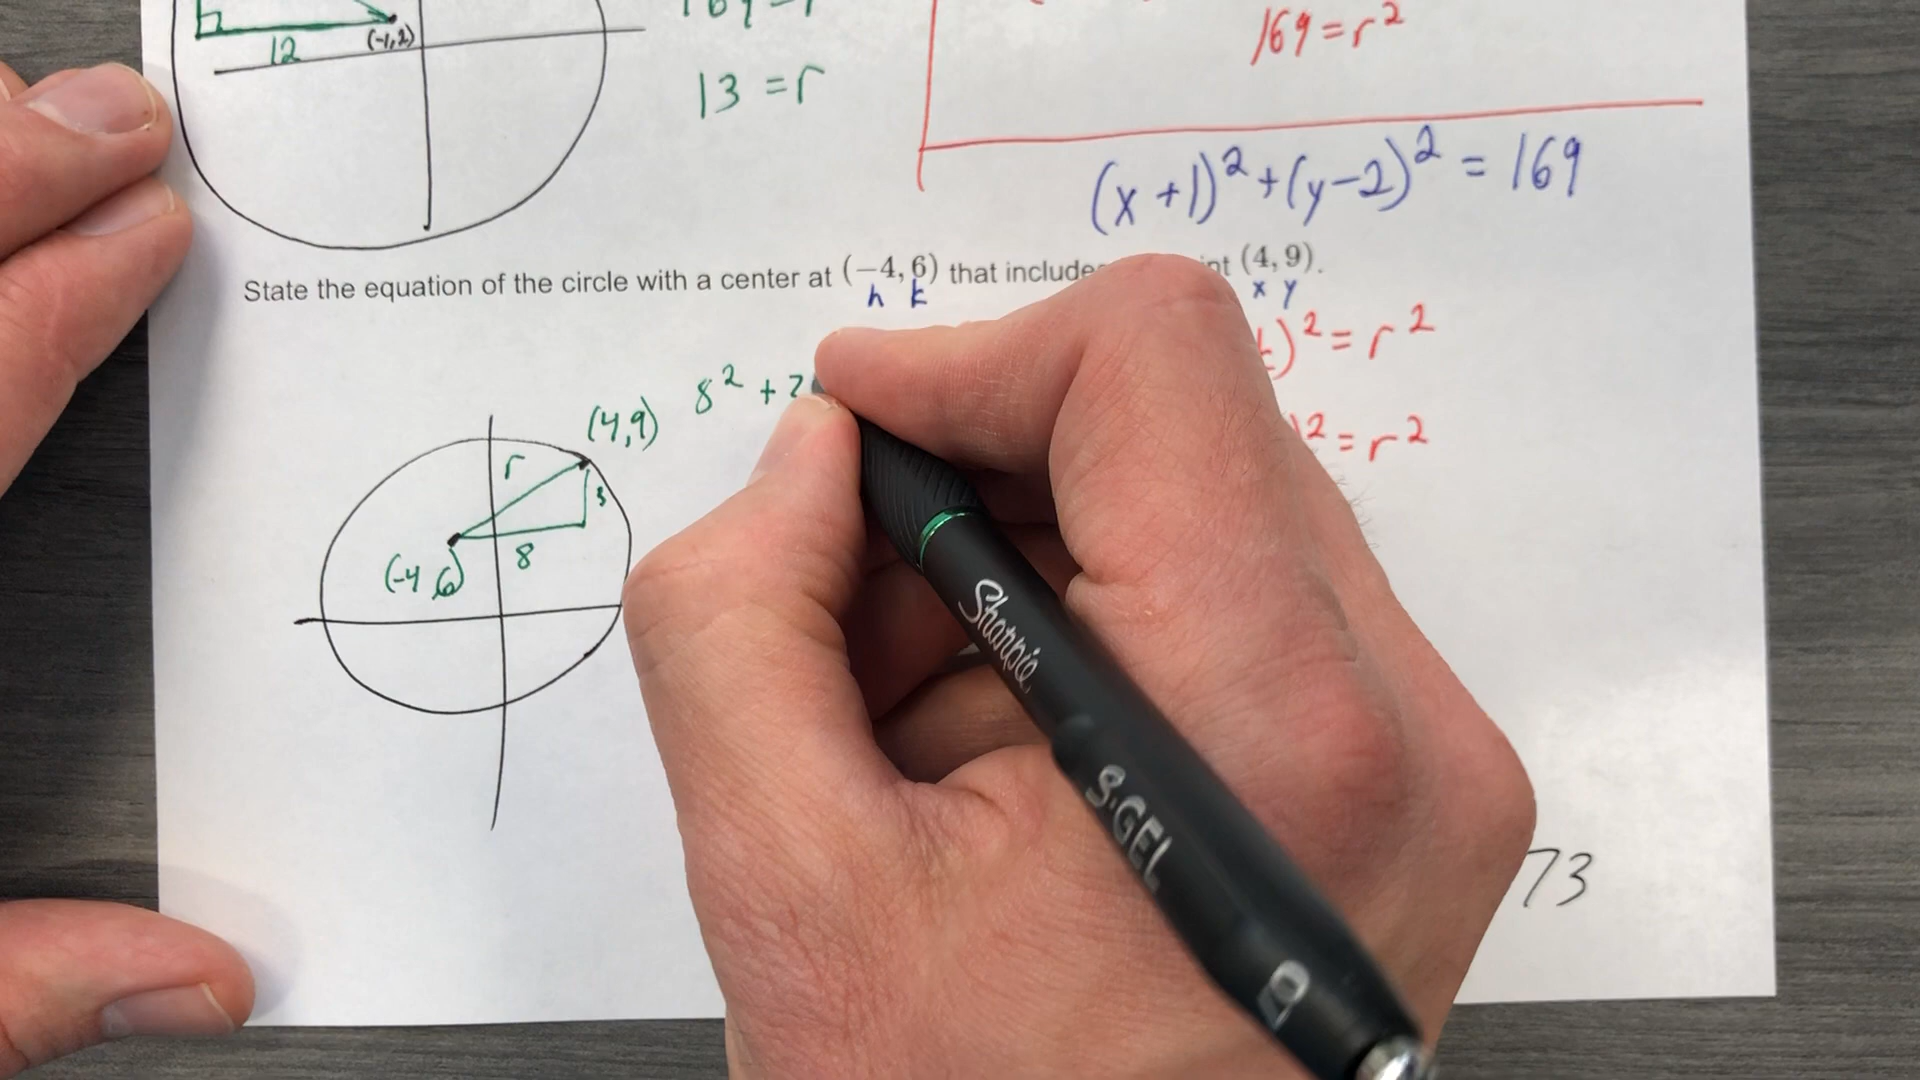 12
(-1,2)
13 = r
169 = r²
(x+1)² + (y-2)² = 169
State the equation of the circle with a center at (−4, 6) that include nt (4, 9).
h k
x y
)² = r²
8² + 3
(4,9)
)² = r²
r
3
8
(-4 6)
Sharpie
S·GEL
73